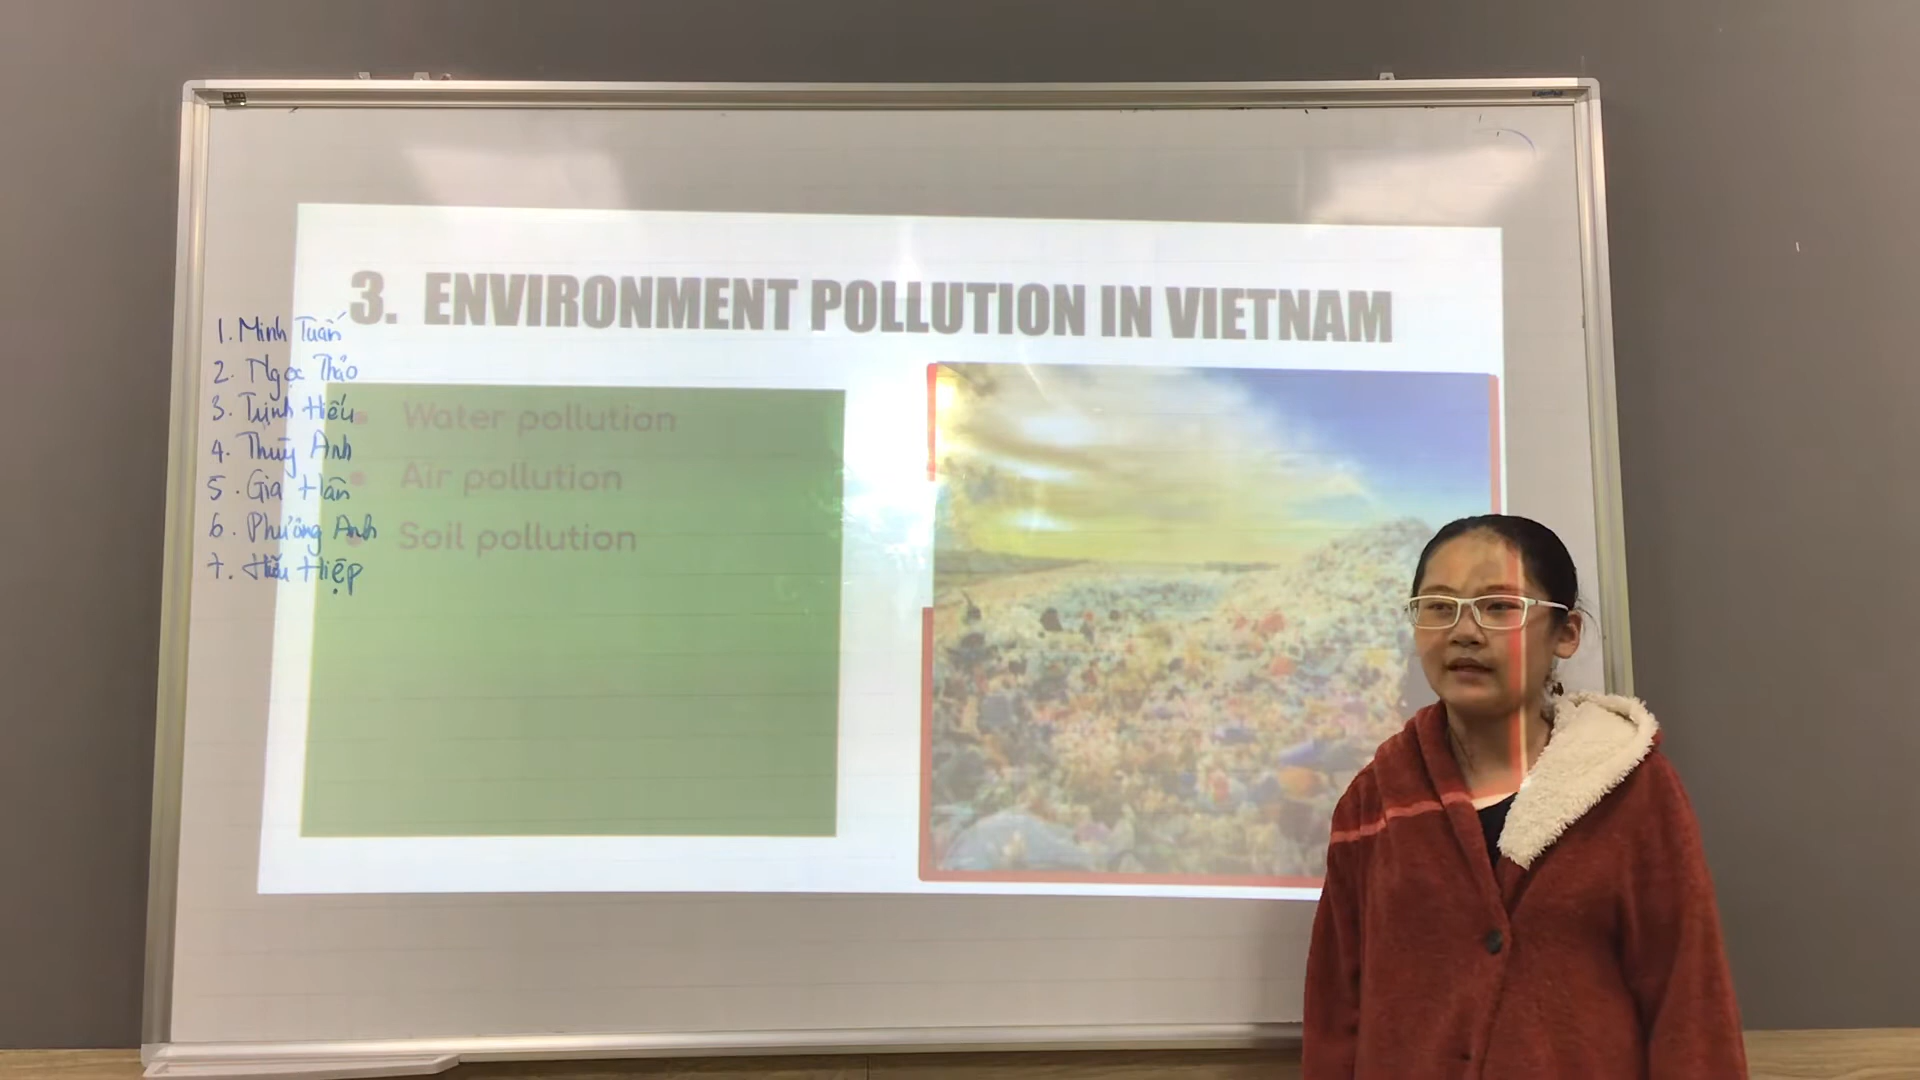 3. ENVIRONMENT POLLUTION IN VIETNAM
1. Minh Tuấn
2. Ngọc Thảo
3. Trịnh Hiếu
4. Thùy Anh
5. Gia Hân
6. Phương Anh
7. Hữu Hiệp
• Water pollution
• Air pollution
• Soil pollution